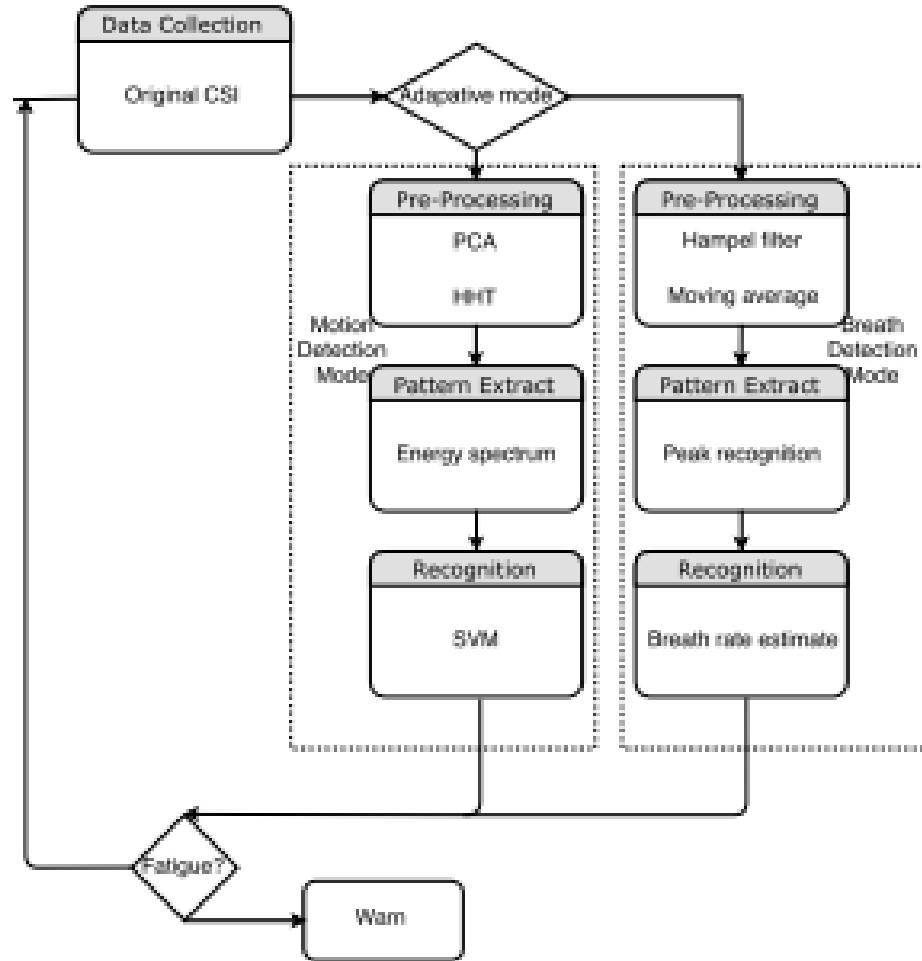 Data Collection
Original CSI
Adapative mode
Pre-Processing
PCA
HHT
Motion
Detection
Mode
Pattern Extract
Energy spectrum
Recognition
SVM
Pre-Processing
Hampel filter
Moving average
Breath
Detection
Mode
Pattern Extract
Peak recognition
Recognition
Breath rate estimate
Fatigue?
Warn